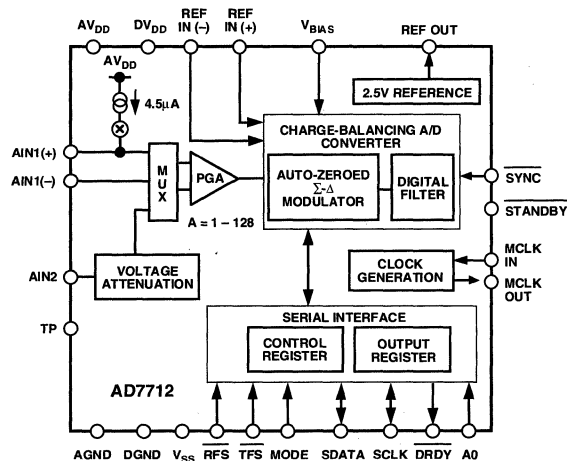 AVDD
DVDD
REF
IN (–)
REF
IN (+)
VBIAS
REF OUT
AVDD
4.5µA
2.5V REFERENCE
CHARGE-BALANCING A/D
CONVERTER
AIN1(+)
AIN1(–)
MUX
PGA
AUTO-ZEROED
Σ-Δ
MODULATOR
DIGITAL
FILTER
SYNC
STANDBY
A = 1 – 128
MCLK
IN
MCLK
OUT
CLOCK
GENERATION
AIN2
VOLTAGE
ATTENUATION
TP
SERIAL INTERFACE
CONTROL
REGISTER
OUTPUT
REGISTER
AD7712
AGND
DGND
VSS
RFS
TFS
MODE
SDATA
SCLK
DRDY
A0